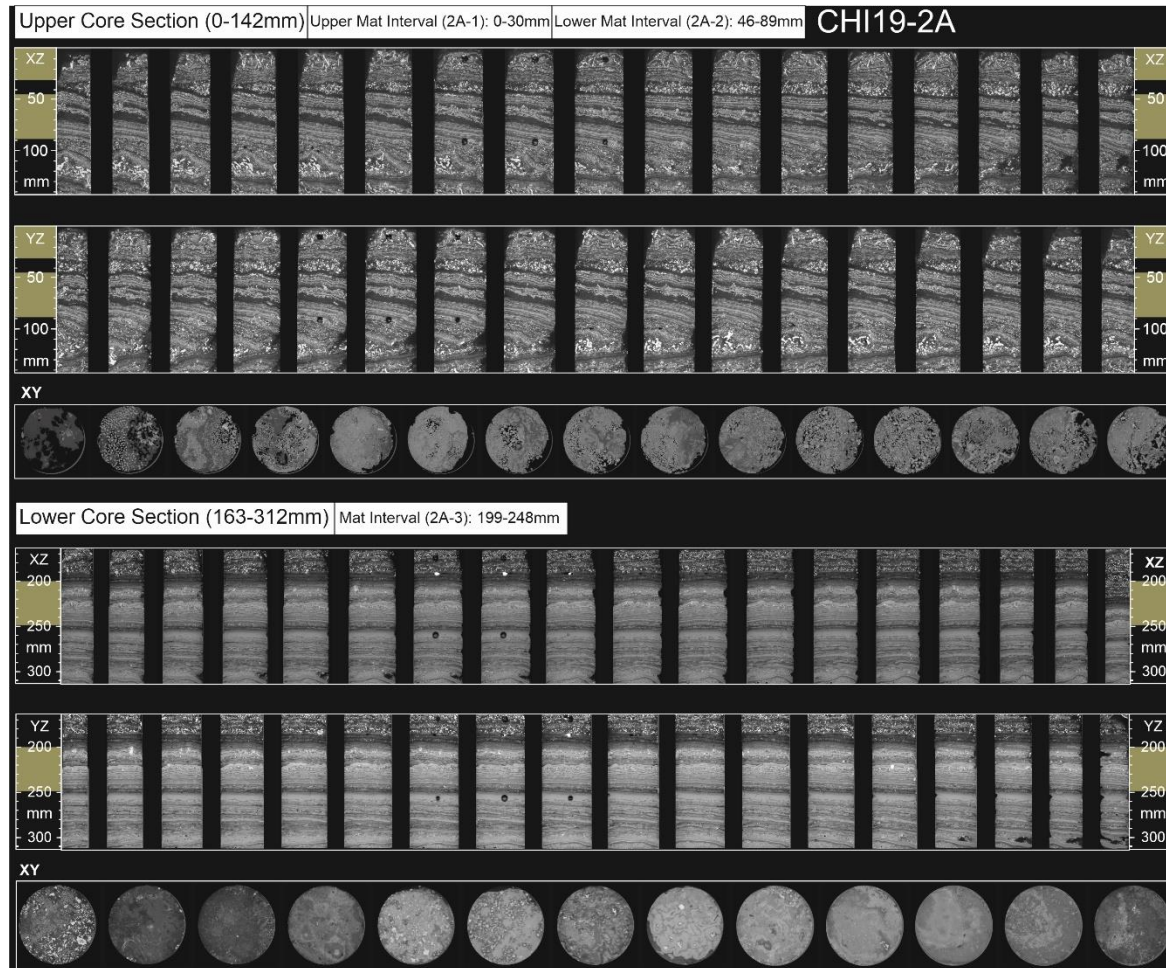 Upper Core Section (0-142mm) Upper Mat Interval (2A-1): 0-30mm Lower Mat Interval (2A-2): 46-89mm CHI19-2A
XZ XZ
50 50
100 100
mm mm
YZ YZ
50 50
100 100
mm mm
XY
Lower Core Section (163-312mm) Mat Interval (2A-3): 199-248mm
XZ XZ
200 200
250 250
mm mm
300 300
YZ YZ
200 200
250 250
mm mm
300 300
XY